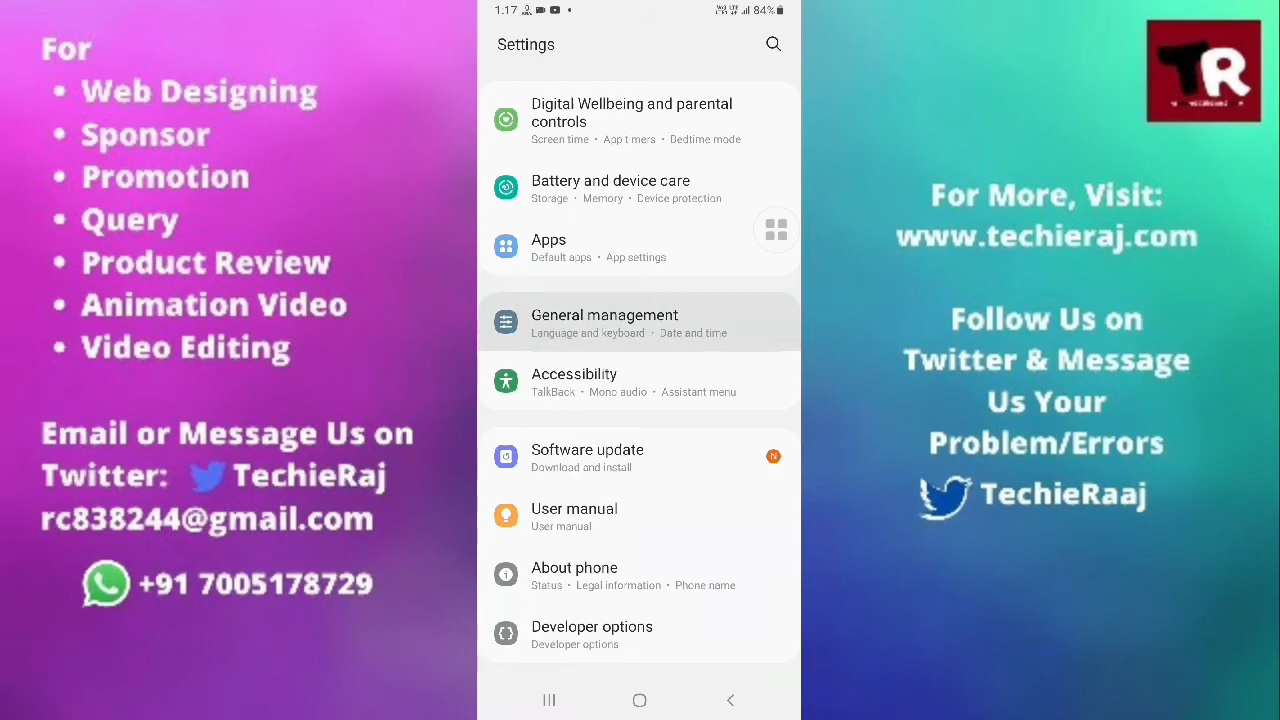 For
• Web Designing
• Sponsor
• Promotion
• Query
• Product Review
• Animation Video
• Video Editing
Email or Message Us on
Twitter: TechieRaj
rc838244@gmail.com
+91 7005178729
1:17
84%
Settings
Digital Wellbeing and parental
controls
Screen time • App timers • Bedtime mode
Battery and device care
Storage • Memory • Device protection
Apps
Default apps • App settings
General management
Language and keyboard • Date and time
Accessibility
TalkBack • Mono audio • Assistant menu
Software update
Download and install
N
User manual
User manual
About phone
Status • Legal information • Phone name
Developer options
Developer options
TR
For More, Visit:
www.techieraj.com
Follow Us on
Twitter & Message
Us Your
Problem/Errors
TechieRaaj